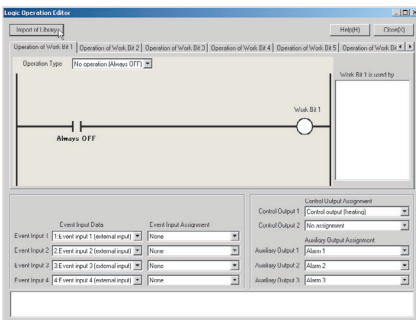 Logic Operation Editor
Import of Library Help(H) Close(X)
Operation of Work Bit 1 Operation of Work Bit 2 Operation of Work Bit 3 Operation of Work Bit 4 Operation of Work Bit 5 Operation of Work Bit
Operation Type No operation (Always OFF)
Work Bit 1 is used by
Work Bit 1
Always OFF
Control Output Assignment
Control Output 1 Control output (heating)
Control Output 2 No assignment
Event Input Data Event Input Assignment Auxiliary Output Assignment
Event Input 1 1:Event input 1 (external input) None Auxiliary Output 1 Alarm 1
Event Input 2 2:Event input 2 (external input) None Auxiliary Output 2 Alarm 2
Event Input 3 3:Event input 3 (external input) None Auxiliary Output 3 Alarm 3
Event Input 4 4:Event input 4 (external input) None